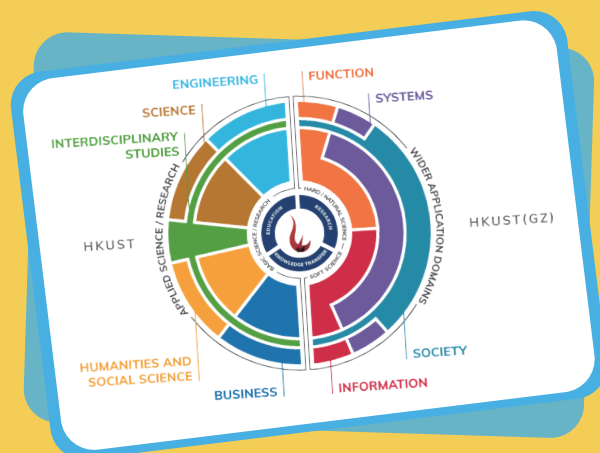 ENGINEERING
FUNCTION
SCIENCE
SYSTEMS
INTERDISCIPLINARY
STUDIES
APPLIED SCIENCE / RESEARCH
WIDER APPLICATION DOMAINS
HKUST
HKUST(GZ)
BASIC SCIENCE / RESEARCH
HARD / NATURAL SCIENCE
SOFT SCIENCE
EDUCATION
RESEARCH
KNOWLEDGE TRANSFER
HUMANITIES AND
SOCIAL SCIENCE
SOCIETY
BUSINESS
INFORMATION